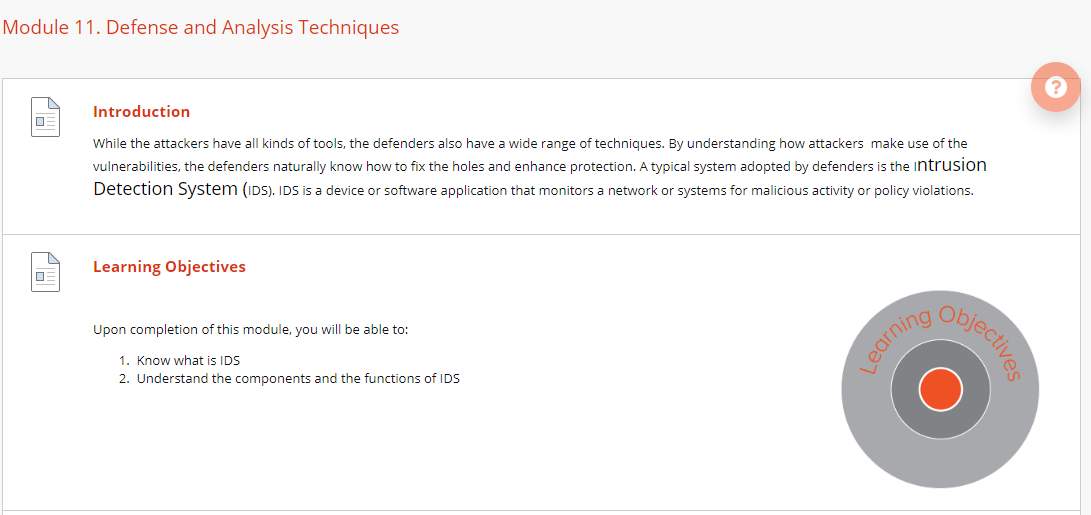 Module 11. Defense and Analysis Techniques
?
Introduction
While the attackers have all kinds of tools, the defenders also have a wide range of techniques. By understanding how attackers  make use of the
vulnerabilities, the defenders naturally know how to fix the holes and enhance protection. A typical system adopted by defenders is the Intrusion
Detection System (IDS). IDS is a device or software application that monitors a network or systems for malicious activity or policy violations.
Learning Objectives
Upon completion of this module, you will be able to:
1. Know what is IDS
2. Understand the components and the functions of IDS
Learning Objectives